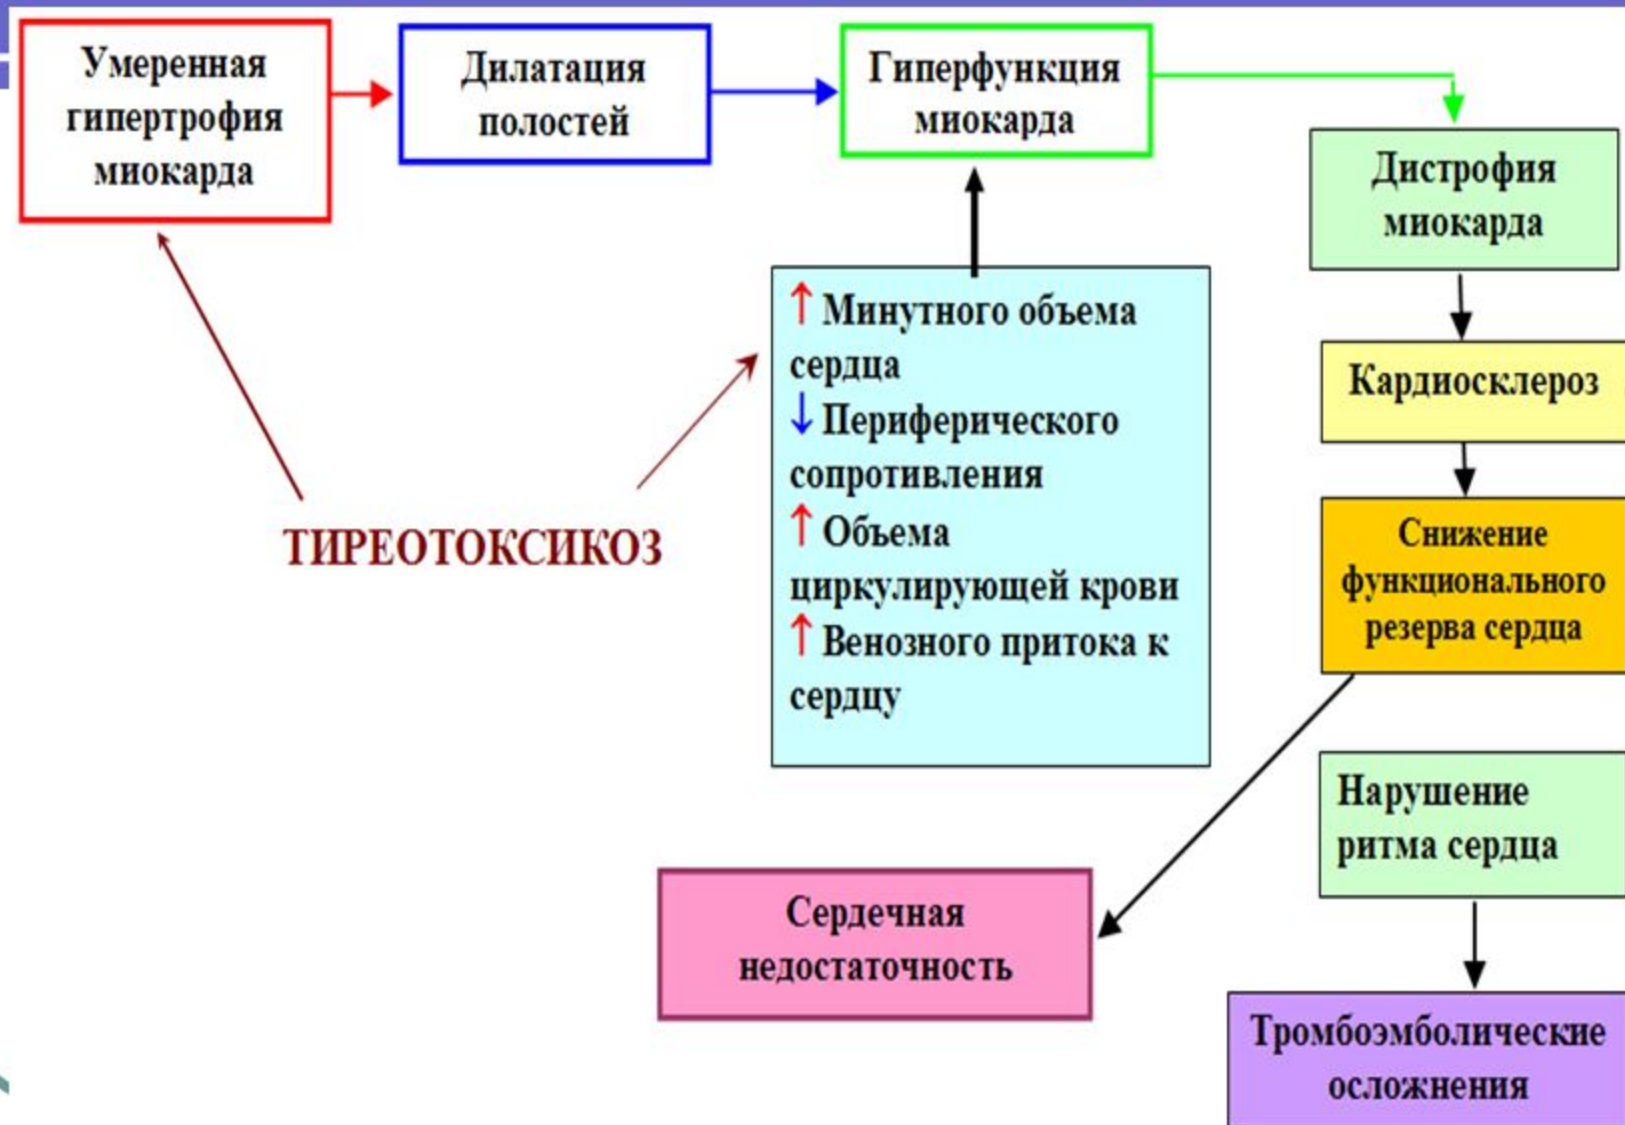 Умеренная
гипертрофия
миокарда
Дилатация
полостей
Гиперфункция
миокарда
Дистрофия
миокарда
↑ Минутного объема
сердца
↓ Периферического
сопротивления
↑ Объема
циркулирующей крови
↑ Венозного притока к
сердцу
Кардиосклероз
ТИРЕОТОКСИКОЗ
Снижение
функционального
резерва сердца
Нарушение
ритма сердца
Сердечная
недостаточность
Тромбоэмболические
осложнения